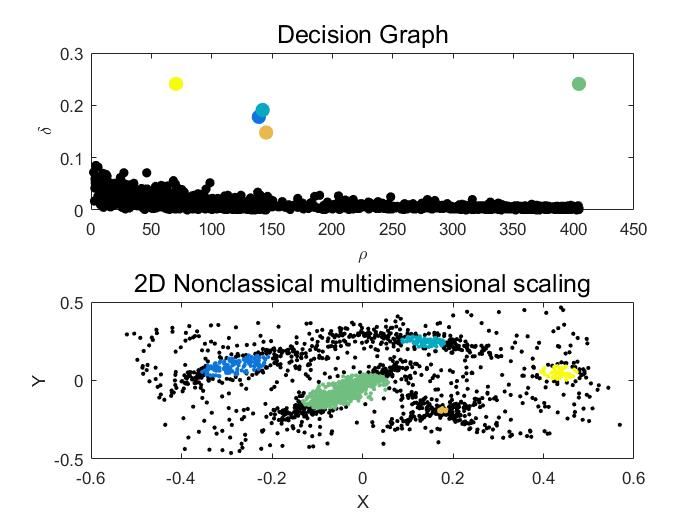 Decision Graph
0.3
0.2
0.1
0
δ
0 50 100 150 200 250 300 350 400 450
ρ
2D Nonclassical multidimensional scaling
0.5
0
-0.5
Y
-0.6 -0.4 -0.2 0 0.2 0.4 0.6
X